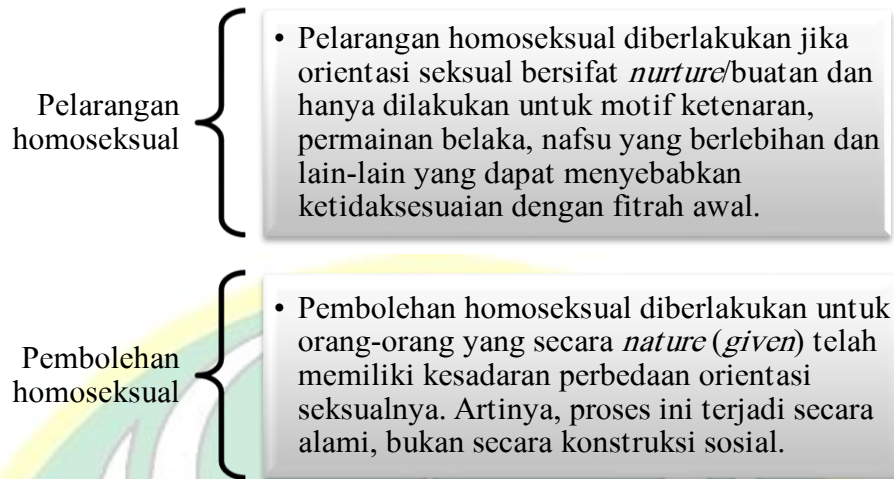 Pelarangan
homoseksual
• Pelarangan homoseksual diberlakukan jika
orientasi seksual bersifat nurture/buatan dan
hanya dilakukan untuk motif ketenaran,
permainan belaka, nafsu yang berlebihan dan
lain-lain yang dapat menyebabkan
ketidaksesuaian dengan fitrah awal.
Pembolehan
homoseksual
• Pembolehan homoseksual diberlakukan untuk
orang-orang yang secara nature (given) telah
memiliki kesadaran perbedaan orientasi
seksualnya. Artinya, proses ini terjadi secara
alami, bukan secara konstruksi sosial.